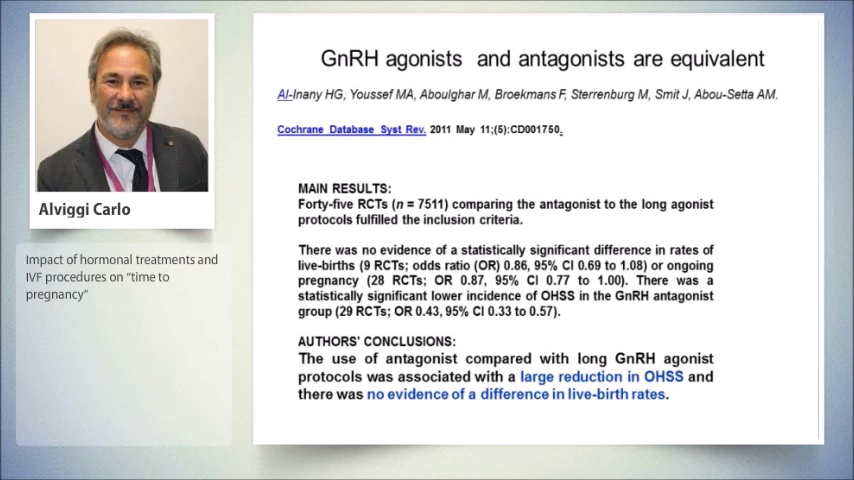 GnRH agonists and antagonists are equivalent
Al-Inany HG, Youssef MA, Aboulghar M, Broekmans F, Sterrenburg M, Smit J, Abou-Setta AM.
Cochrane Database Syst Rev. 2011 May 11;(5):CD001750.
MAIN RESULTS:
Forty-five RCTs (n = 7511) comparing the antagonist to the long agonist
protocols fulfilled the inclusion criteria.
There was no evidence of a statistically significant difference in rates of
live-births (9 RCTs; odds ratio (OR) 0.86, 95% CI 0.69 to 1.08) or ongoing
pregnancy (28 RCTs; OR 0.87, 95% CI 0.77 to 1.00). There was a
statistically significant lower incidence of OHSS in the GnRH antagonist
group (29 RCTs; OR 0.43, 95% CI 0.33 to 0.57).
AUTHORS' CONCLUSIONS:
The use of antagonist compared with long GnRH agonist
protocols was associated with a large reduction in OHSS and
there was no evidence of a difference in live-birth rates.
Alviggi Carlo
Impact of hormonal treatments and
IVF procedures on "time to
pregnancy"